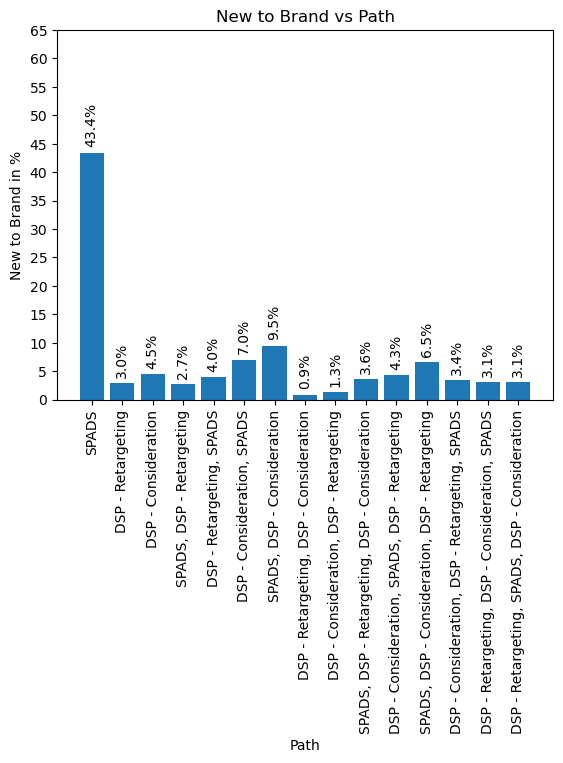 New to Brand vs Path
New to Brand in %
65
60
55
50
45
40
35
30
25
20
15
10
5
0
43.4%
3.0%
4.5%
2.7%
4.0%
7.0%
9.5%
0.9%
1.3%
3.6%
4.3%
6.5%
3.4%
3.1%
3.1%
SPADS
DSP - Retargeting
DSP - Consideration
SPADS, DSP - Retargeting
DSP - Retargeting, SPADS
DSP - Consideration, SPADS
SPADS, DSP - Consideration
DSP - Retargeting, DSP - Consideration
DSP - Consideration, DSP - Retargeting
SPADS, DSP - Retargeting, DSP - Consideration
DSP - Consideration, SPADS, DSP - Retargeting
SPADS, DSP - Consideration, DSP - Retargeting
DSP - Consideration, DSP - Retargeting, SPADS
DSP - Retargeting, DSP - Consideration, SPADS
DSP - Retargeting, SPADS, DSP - Consideration
Path